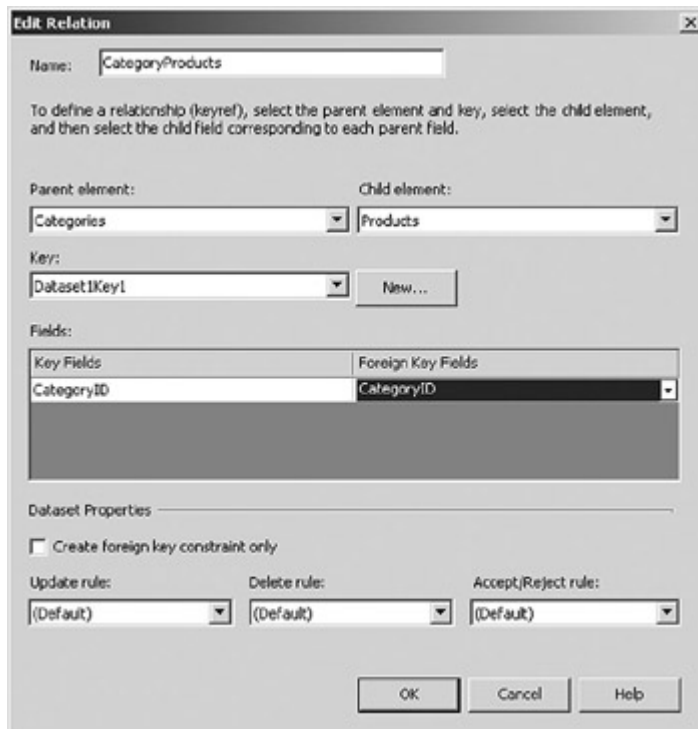 Edit Relation
Name: CategoryProducts
To define a relationship (keyref), select the parent element and key, select the child element,
and then select the child field corresponding to each parent field.
Parent element: Child element:
Categories Products
Key:
Dataset1Key1 New...
Fields:
Key Fields Foreign Key Fields
CategoryID CategoryID
Dataset Properties
Create foreign key constraint only
Update rule: Delete rule: Accept/Reject rule:
(Default) (Default) (Default)
OK Cancel Help